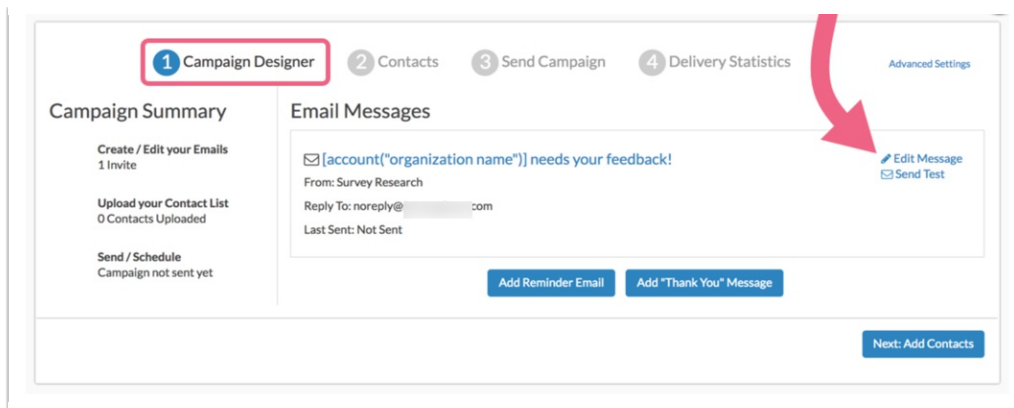 1 Campaign Designer
2 Contacts
3 Send Campaign
4 Delivery Statistics
Advanced Settings
Campaign Summary
Create / Edit your Emails
1 Invite
Upload your Contact List
0 Contacts Uploaded
Send / Schedule
Campaign not sent yet
Email Messages
[account("organization name")] needs your feedback!
From: Survey Research
Reply To: noreply@ com
Last Sent: Not Sent
Edit Message
Send Test
Add Reminder Email
Add "Thank You" Message
Next: Add Contacts